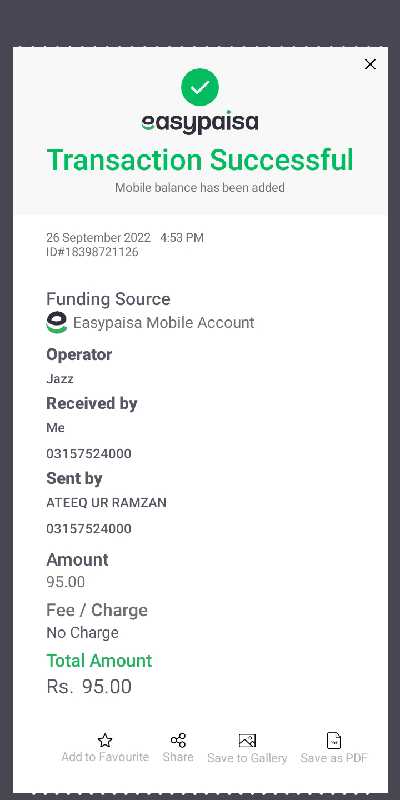 easypaisa
Transaction Successful
Mobile balance has been added
26 September 2022 4:53 PM
ID#18398721126
Funding Source
Easypaisa Mobile Account
Operator
Jazz
Received by
Me
03157524000
Sent by
ATEEQ UR RAMZAN
03157524000
Amount
95.00
Fee / Charge
No Charge
Total Amount
Rs. 95.00
Add to Favourite Share Save to Gallery Save as PDF